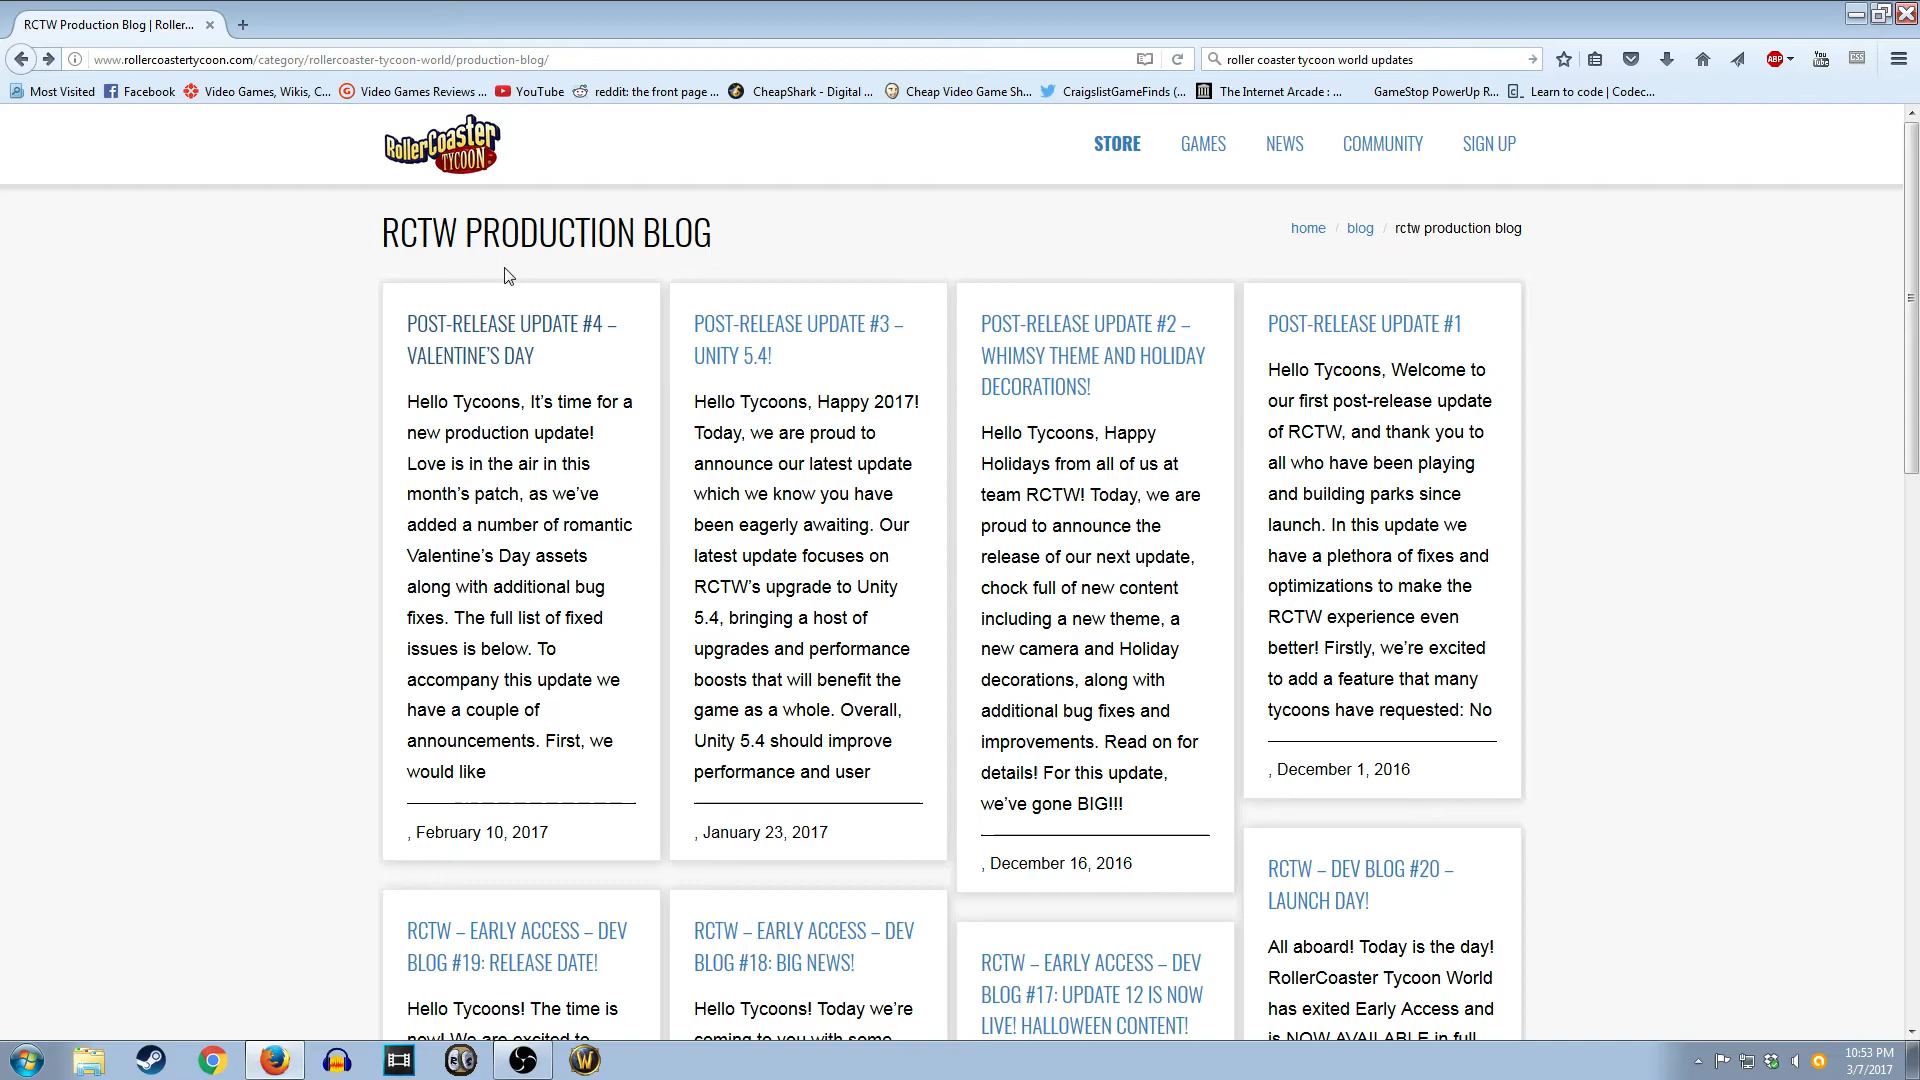 RCTW Production Blog | Roller...
www.rollercoastertycoon.com/category/rollercoaster-tycoon-world/production-blog/
roller coaster tycoon world updates
ABP
You Tube
CSS
Most Visited
Facebook
Video Games, Wikis, C...
Video Games Reviews ...
YouTube
reddit: the front page ...
CheapShark - Digital ...
Cheap Video Game Sh...
CraigslistGameFinds (...
The Internet Arcade : ...
GameStop PowerUp R...
Learn to code | Codec...
RollerCoaster
TYCOON
STORE
GAMES
NEWS
COMMUNITY
SIGN UP
RCTW PRODUCTION BLOG
home / blog / rctw production blog
POST-RELEASE UPDATE #4 –
VALENTINE’S DAY
Hello Tycoons, It’s time for a
new production update!
Love is in the air in this
month’s patch, as we’ve
added a number of romantic
Valentine’s Day assets
along with additional bug
fixes. The full list of fixed
issues is below. To
accompany this update we
have a couple of
announcements. First, we
would like
, February 10, 2017
POST-RELEASE UPDATE #3 –
UNITY 5.4!
Hello Tycoons, Happy 2017!
Today, we are proud to
announce our latest update
which we know you have
been eagerly awaiting. Our
latest update focuses on
RCTW’s upgrade to Unity
5.4, bringing a host of
upgrades and performance
boosts that will benefit the
game as a whole. Overall,
Unity 5.4 should improve
performance and user
, January 23, 2017
POST-RELEASE UPDATE #2 –
WHIMSY THEME AND HOLIDAY
DECORATIONS!
Hello Tycoons, Happy
Holidays from all of us at
team RCTW! Today, we are
proud to announce the
release of our next update,
chock full of new content
including a new theme, a
new camera and Holiday
decorations, along with
additional bug fixes and
improvements. Read on for
details! For this update,
we’ve gone BIG!!!
, December 16, 2016
POST-RELEASE UPDATE #1
Hello Tycoons, Welcome to
our first post-release update
of RCTW, and thank you to
all who have been playing
and building parks since
launch. In this update we
have a plethora of fixes and
optimizations to make the
RCTW experience even
better! Firstly, we’re excited
to add a feature that many
tycoons have requested: No
, December 1, 2016
RCTW – EARLY ACCESS – DEV
BLOG #19: RELEASE DATE!
Hello Tycoons! The time is
now! We are excited to
RCTW – EARLY ACCESS – DEV
BLOG #18: BIG NEWS!
Hello Tycoons! Today we’re
coming to you with some
RCTW – EARLY ACCESS – DEV
BLOG #17: UPDATE 12 IS NOW
LIVE! HALLOWEEN CONTENT!
RCTW – DEV BLOG #20 –
LAUNCH DAY!
All aboard! Today is the day!
RollerCoaster Tycoon World
has exited Early Access and
is NOW AVAILABLE in full
10:53 PM
3/7/2017